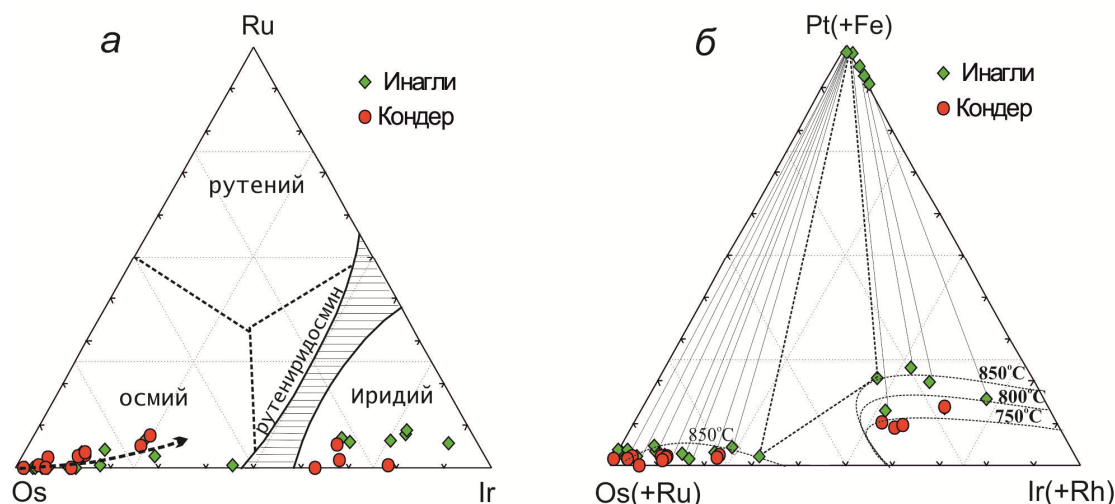 а
Ru
Инагли
Кондер
рутений
рутениридосмин
осмий
Иридий
Os
Ir
б
Pt(+Fe)
Инагли
Кондер
850°C
800°C
750°C
850°C
Os(+Ru)
Ir(+Rh)